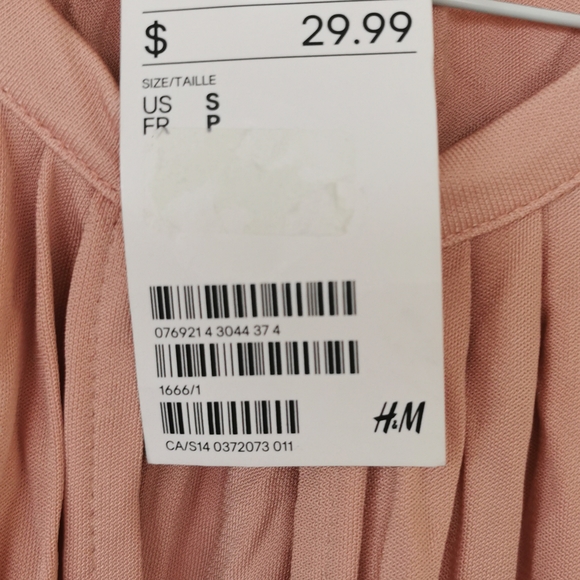 $ 29.99
SIZE/TAILLE
US S
FR P
076921 4 3044 37 4
1666/1
H&M
CA/S14 0372073 011